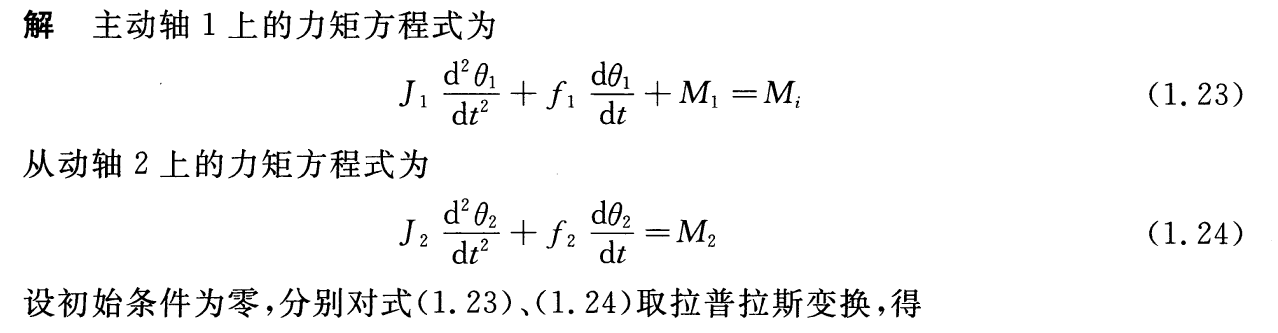 解 主动轴 1 上的力矩方程式为
J₁ d²θ₁/dt² + f₁ dθ₁/dt + M₁ = Mᵢ (1.23)
从动轴 2 上的力矩方程式为
J₂ d²θ₂/dt² + f₂ dθ₂/dt = M₂ (1.24)
设初始条件为零,分别对式(1.23)、(1.24)取拉普拉斯变换,得